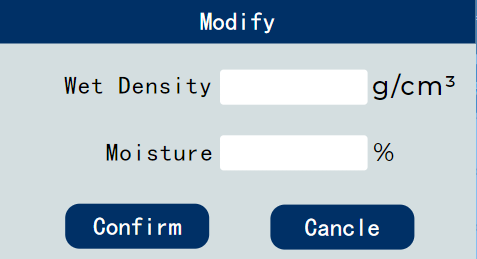 Modify
Wet Density g/cm³
Moisture %
Confirm Cancle